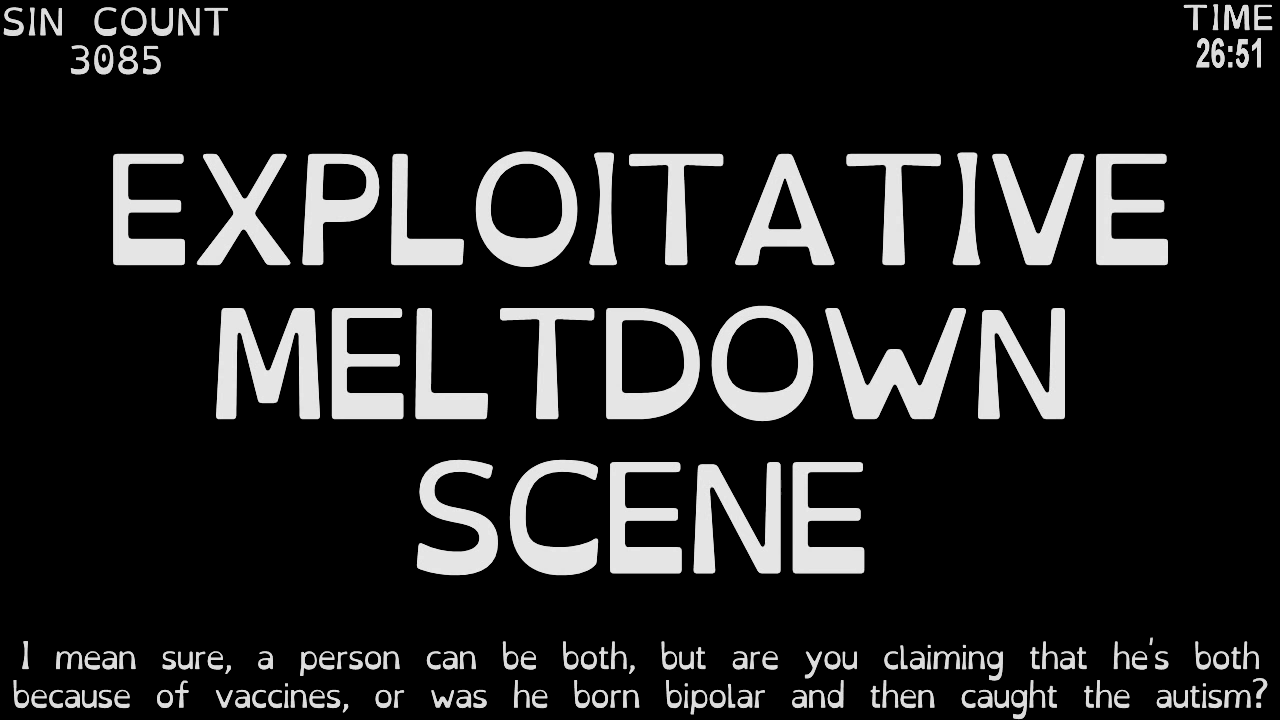 SIN COUNT
3085
TIME
26:51
EXPLOITATIVE
MELTDOWN
SCENE
I mean sure, a person can be both, but are you claiming that he's both
because of vaccines, or was he born bipolar and then caught the autism?